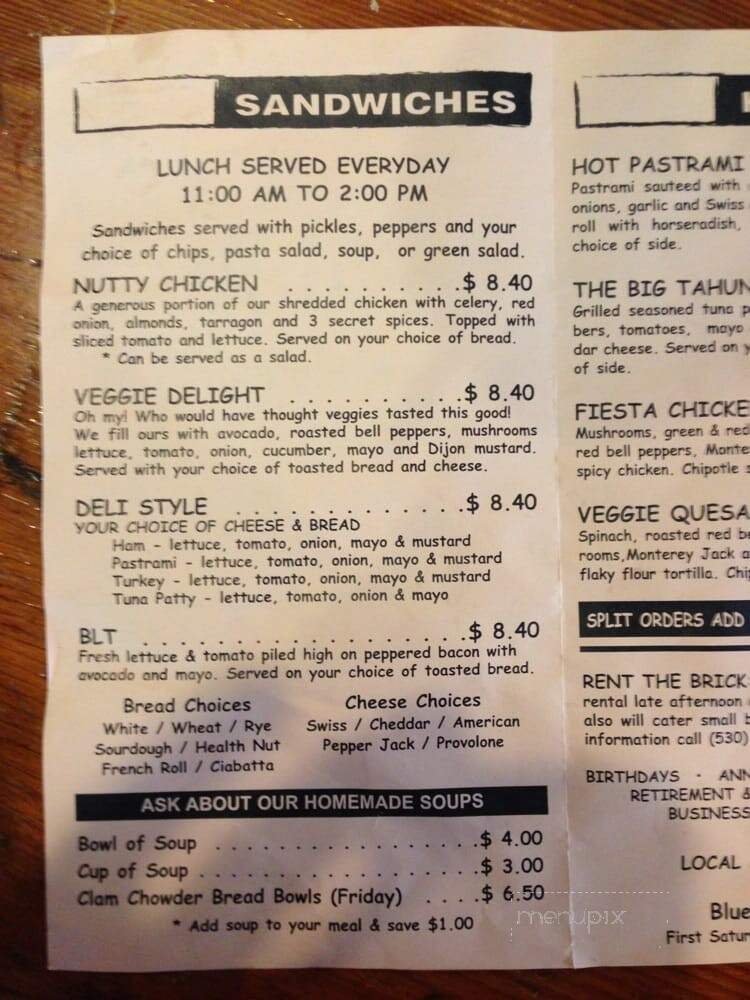 SANDWICHES
LUNCH SERVED EVERYDAY
11:00 AM TO 2:00 PM
Sandwiches served with pickles, peppers and your
choice of chips, pasta salad, soup, or green salad.
NUTTY CHICKEN . . . . . . . . . .$ 8.40
A generous portion of our shredded chicken with celery, red
onion, almonds, tarragon and 3 secret spices. Topped with
sliced tomato and lettuce. Served on your choice of bread.
* Can be served as a salad.
VEGGIE DELIGHT . . . . . . . . . .$ 8.40
Oh my! Who would have thought veggies tasted this good!
We fill ours with avocado, roasted bell peppers, mushrooms
lettuce, tomato, onion, cucumber, mayo and Dijon mustard.
Served with your choice of toasted bread and cheese.
DELI STYLE . . . . . . . . . . . . .$ 8.40
YOUR CHOICE OF CHEESE & BREAD
Ham - lettuce, tomato, onion, mayo & mustard
Pastrami - lettuce, tomato, onion, mayo & mustard
Turkey - lettuce, tomato, onion, mayo & mustard
Tuna Patty - lettuce, tomato, onion & mayo
BLT . . . . . . . . . . . . . . . . . .$ 8.40
Fresh lettuce & tomato piled high on peppered bacon with
avocado and mayo. Served on your choice of toasted bread.
Bread Choices
White / Wheat / Rye
Sourdough / Health Nut
French Roll / Ciabatta
Cheese Choices
Swiss / Cheddar / American
Pepper Jack / Provolone
ASK ABOUT OUR HOMEMADE SOUPS
Bowl of Soup . . . . . . . . . . . . . . . . . .$ 4.00
Cup of Soup . . . . . . . . . . . . . . . . . . .$ 3.00
Clam Chowder Bread Bowls (Friday) . . . .$ 6.50
* Add soup to your meal & save $1.00
HOT PASTRAMI
Pastrami sauteed with
onions, garlic and Swiss
roll with horseradish,
choice of side.
THE BIG TAHUN
Grilled seasoned tuna p
bers, tomatoes, mayo
dar cheese. Served on y
of side.
FIESTA CHICKE
Mushrooms, green & red
red bell peppers, Monte
spicy chicken. Chipotle s
VEGGIE QUESA
Spinach, roasted red be
rooms, Monterey Jack a
flaky flour tortilla. Chip
SPLIT ORDERS ADD
RENT THE BRICK
rental late afternoon
also will cater small b
information call (530)
BIRTHDAYS · ANN
RETIREMENT &
BUSINESS
LOCAL
Blue
First Satur
menupix